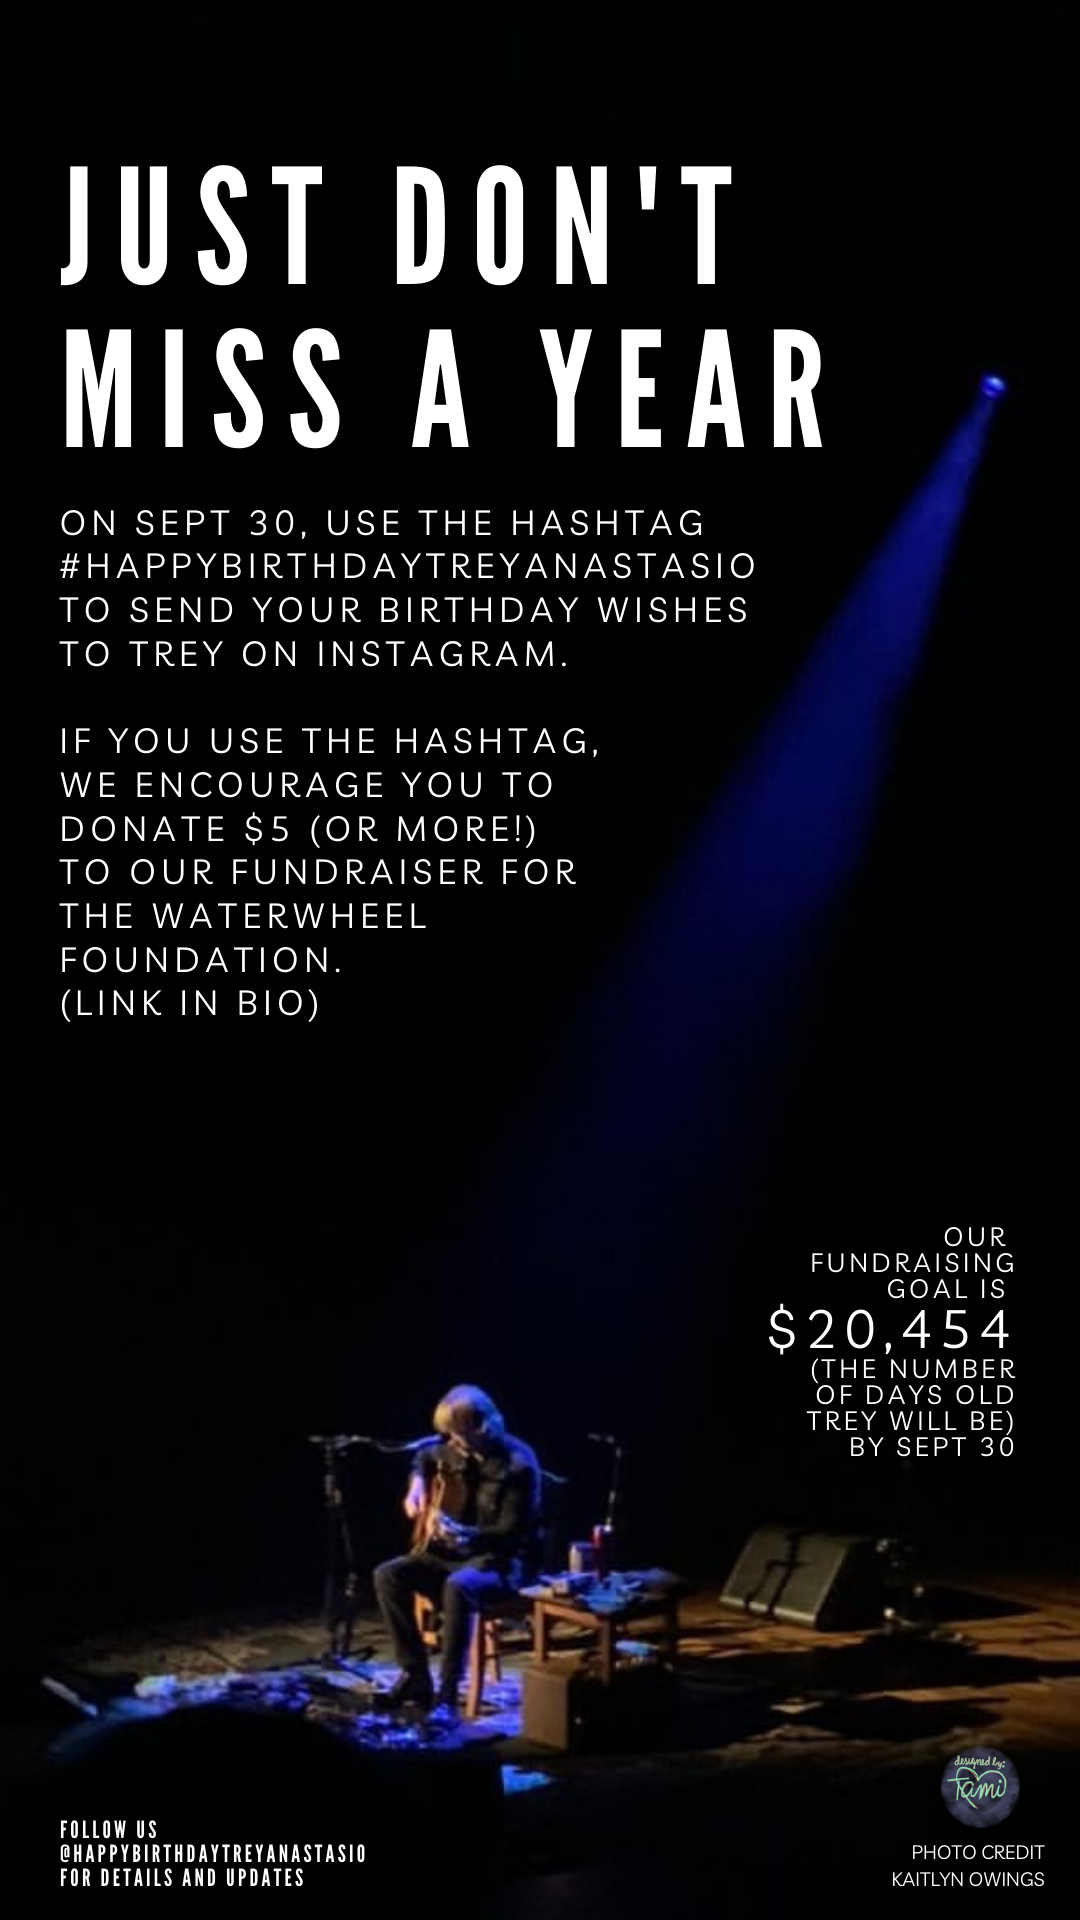 JUST DON'T
MISS A YEAR
ON SEPT 30, USE THE HASHTAG
#HAPPYBIRTHDAYTREYANASTASIO
TO SEND YOUR BIRTHDAY WISHES
TO TREY ON INSTAGRAM.
IF YOU USE THE HASHTAG,
WE ENCOURAGE YOU TO
DONATE $5 (OR MORE!)
TO OUR FUNDRAISER FOR
THE WATERWHEEL
FOUNDATION.
(LINK IN BIO)
OUR
FUNDRAISING
GOAL IS
$20,454
(THE NUMBER
OF DAYS OLD
TREY WILL BE)
BY SEPT 30
designed by:
Tami
FOLLOW US
@HAPPYBIRTHDAYTREYANASTASIO
FOR DETAILS AND UPDATES
PHOTO CREDIT
KAITLYN OWINGS